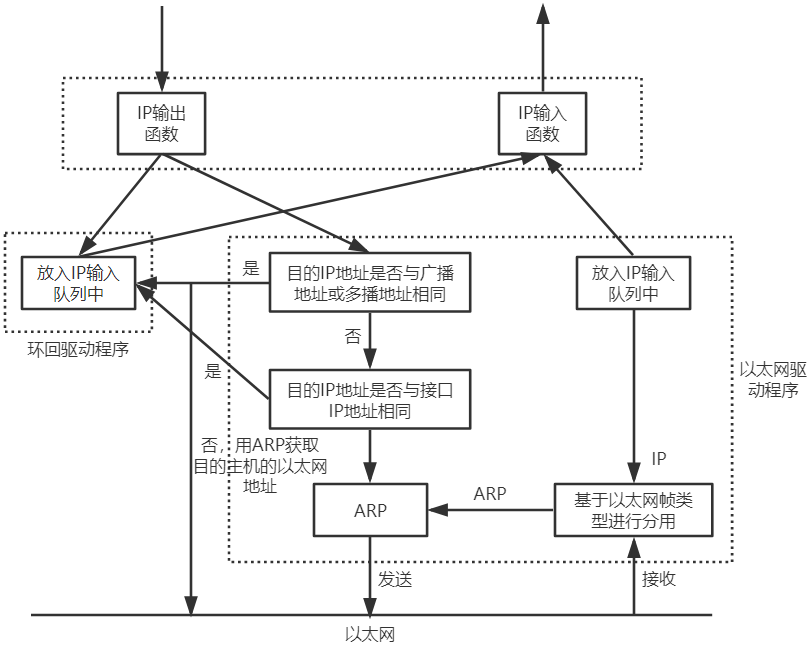 IP输出
函数
IP输入
函数
放入IP输入
队列中
环回驱动程序
是
目的IP地址是否与广播
地址或多播地址相同
放入IP输入
队列中
否
目的IP地址是否与接口
IP地址相同
是
以太网驱
动程序
否，用ARP获取
目的主机的以太网
地址
IP
ARP
ARP
基于以太网帧类
型进行分用
发送
接收
以太网